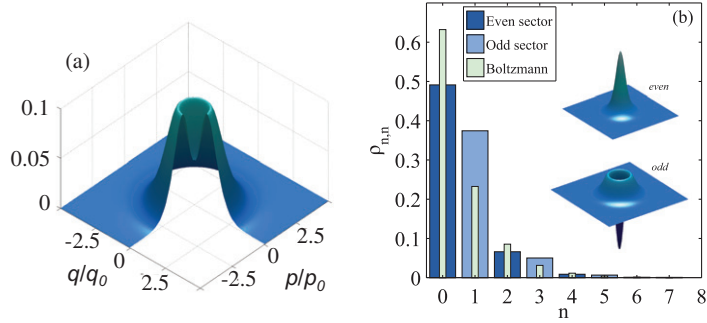 (a)
0.1
0.05
0
-2.5
0
2.5
q/q0
-2.5
0
2.5
p/p0
(b)
Even sector
Odd sector
Boltzmann
even
odd
0.6
0.5
0.4
0.3
0.2
0.1
0
ρn,n
0 1 2 3 4 5 6 7 8
n